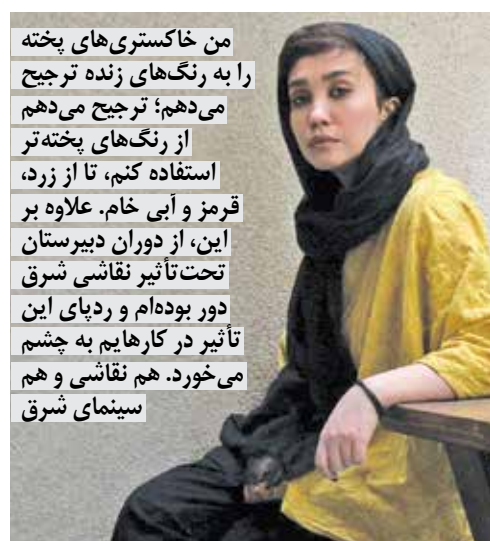 من خاکستری‌های پخته
را به رنگ‌های زنده ترجیح
می‌دهم؛ ترجیح می‌دهم
از رنگ‌های پخته‌تر
استفاده کنم، تا از زرد،
قرمز و آبی خام. علاوه بر
این، از دوران دبیرستان
تحت‌تأثیر نقاشی شرق
دور بوده‌ام و ردپای این
تأثیر در کارهایم به چشم
می‌خورد. هم نقاشی و هم
سینمای شرق